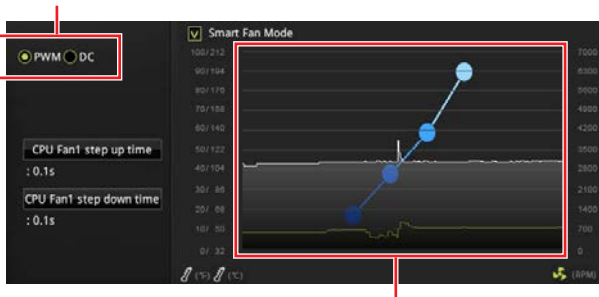 Smart Fan Mode
PWM DC
CPU Fan1 step up time
: 0.1s
CPU Fan1 step down time
: 0.1s
100/212 7000
90/194 6300
80/176 5600
70/158 4900
60/140 4200
50/122 3500
40/104 2800
30/ 86 2100
20/ 68 1400
10/ 50 700
0/ 32 0
(°F) (°C) (RPM)